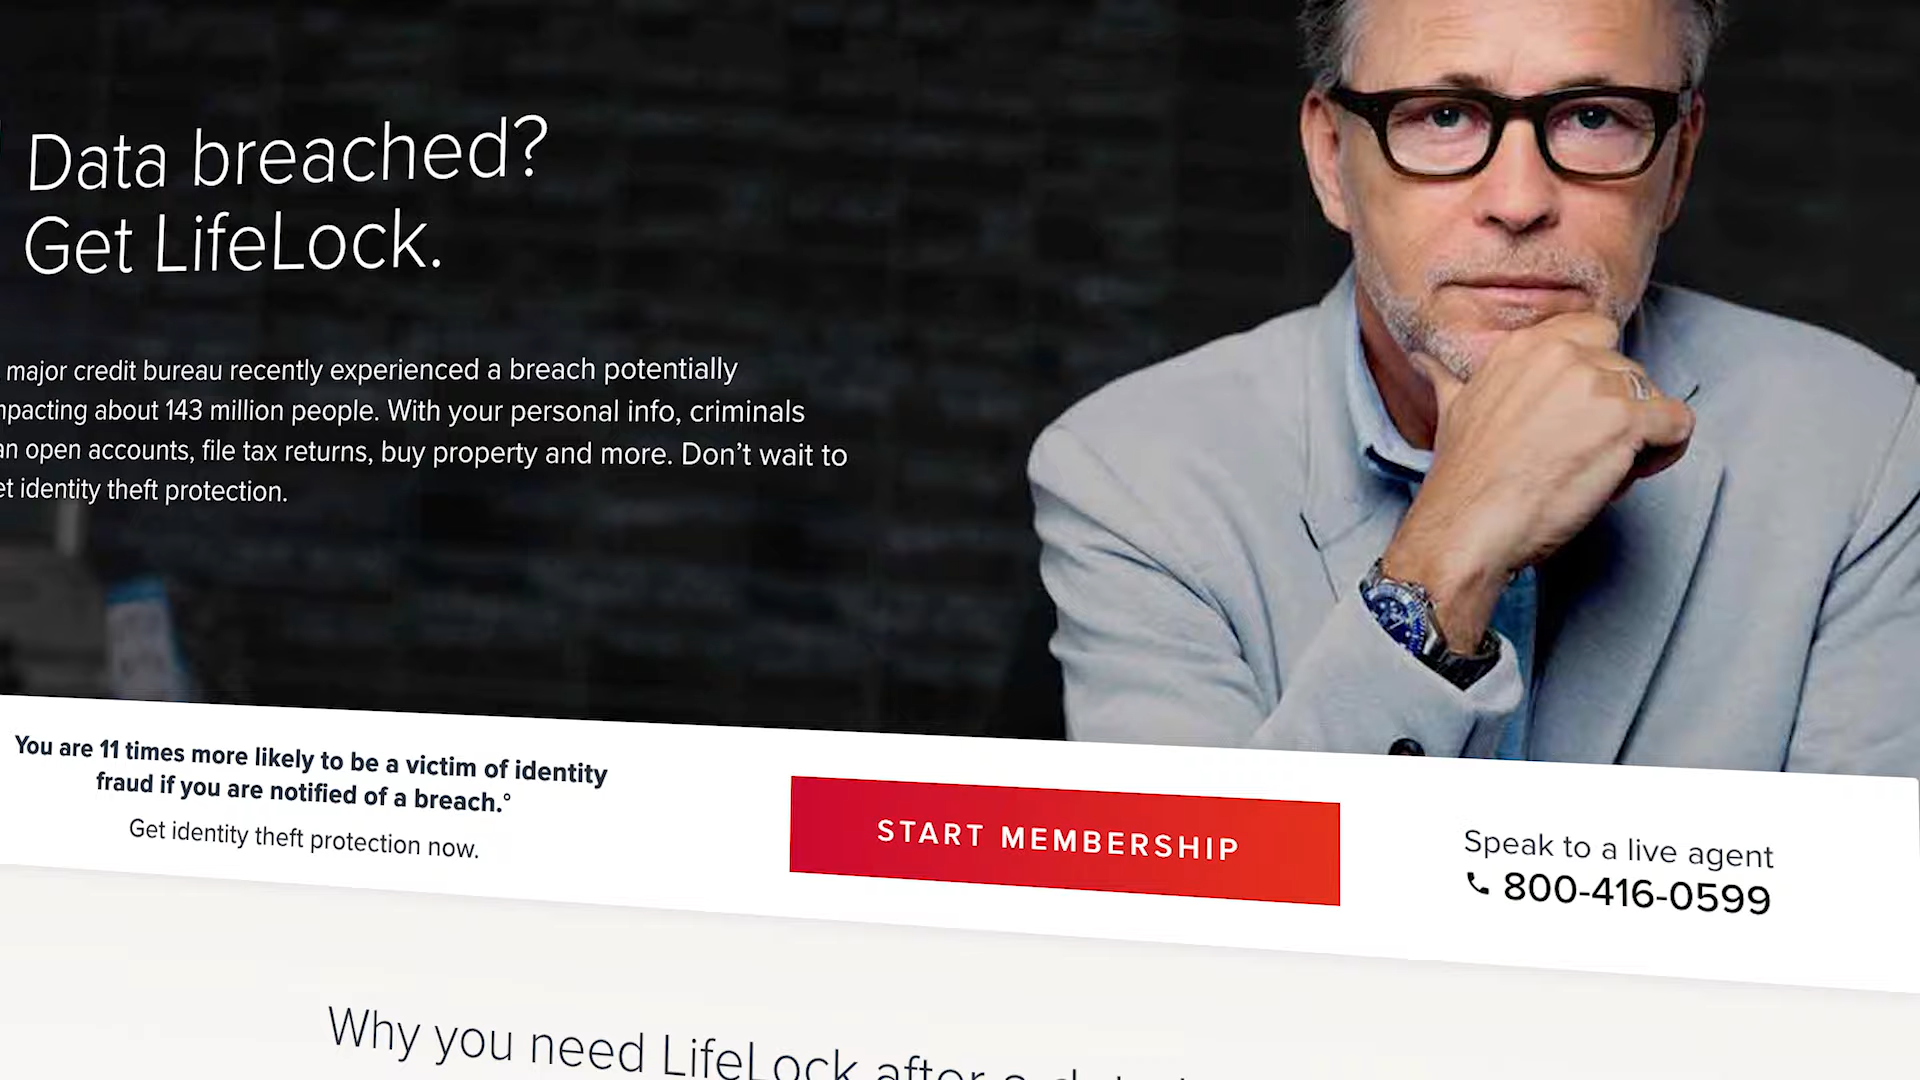 Data breached?
Get LifeLock.
major credit bureau recently experienced a breach potentially
about 143 million people. With your personal info, criminals
open accounts, file tax returns, buy property and more. Don’t wait to
identity theft protection.
You are 11 times more likely to be a victim of identity
fraud if you are notified of a breach.°
Get identity theft protection now.
START MEMBERSHIP
Speak to a live agent
800-416-0599
Why you need LifeLock after a